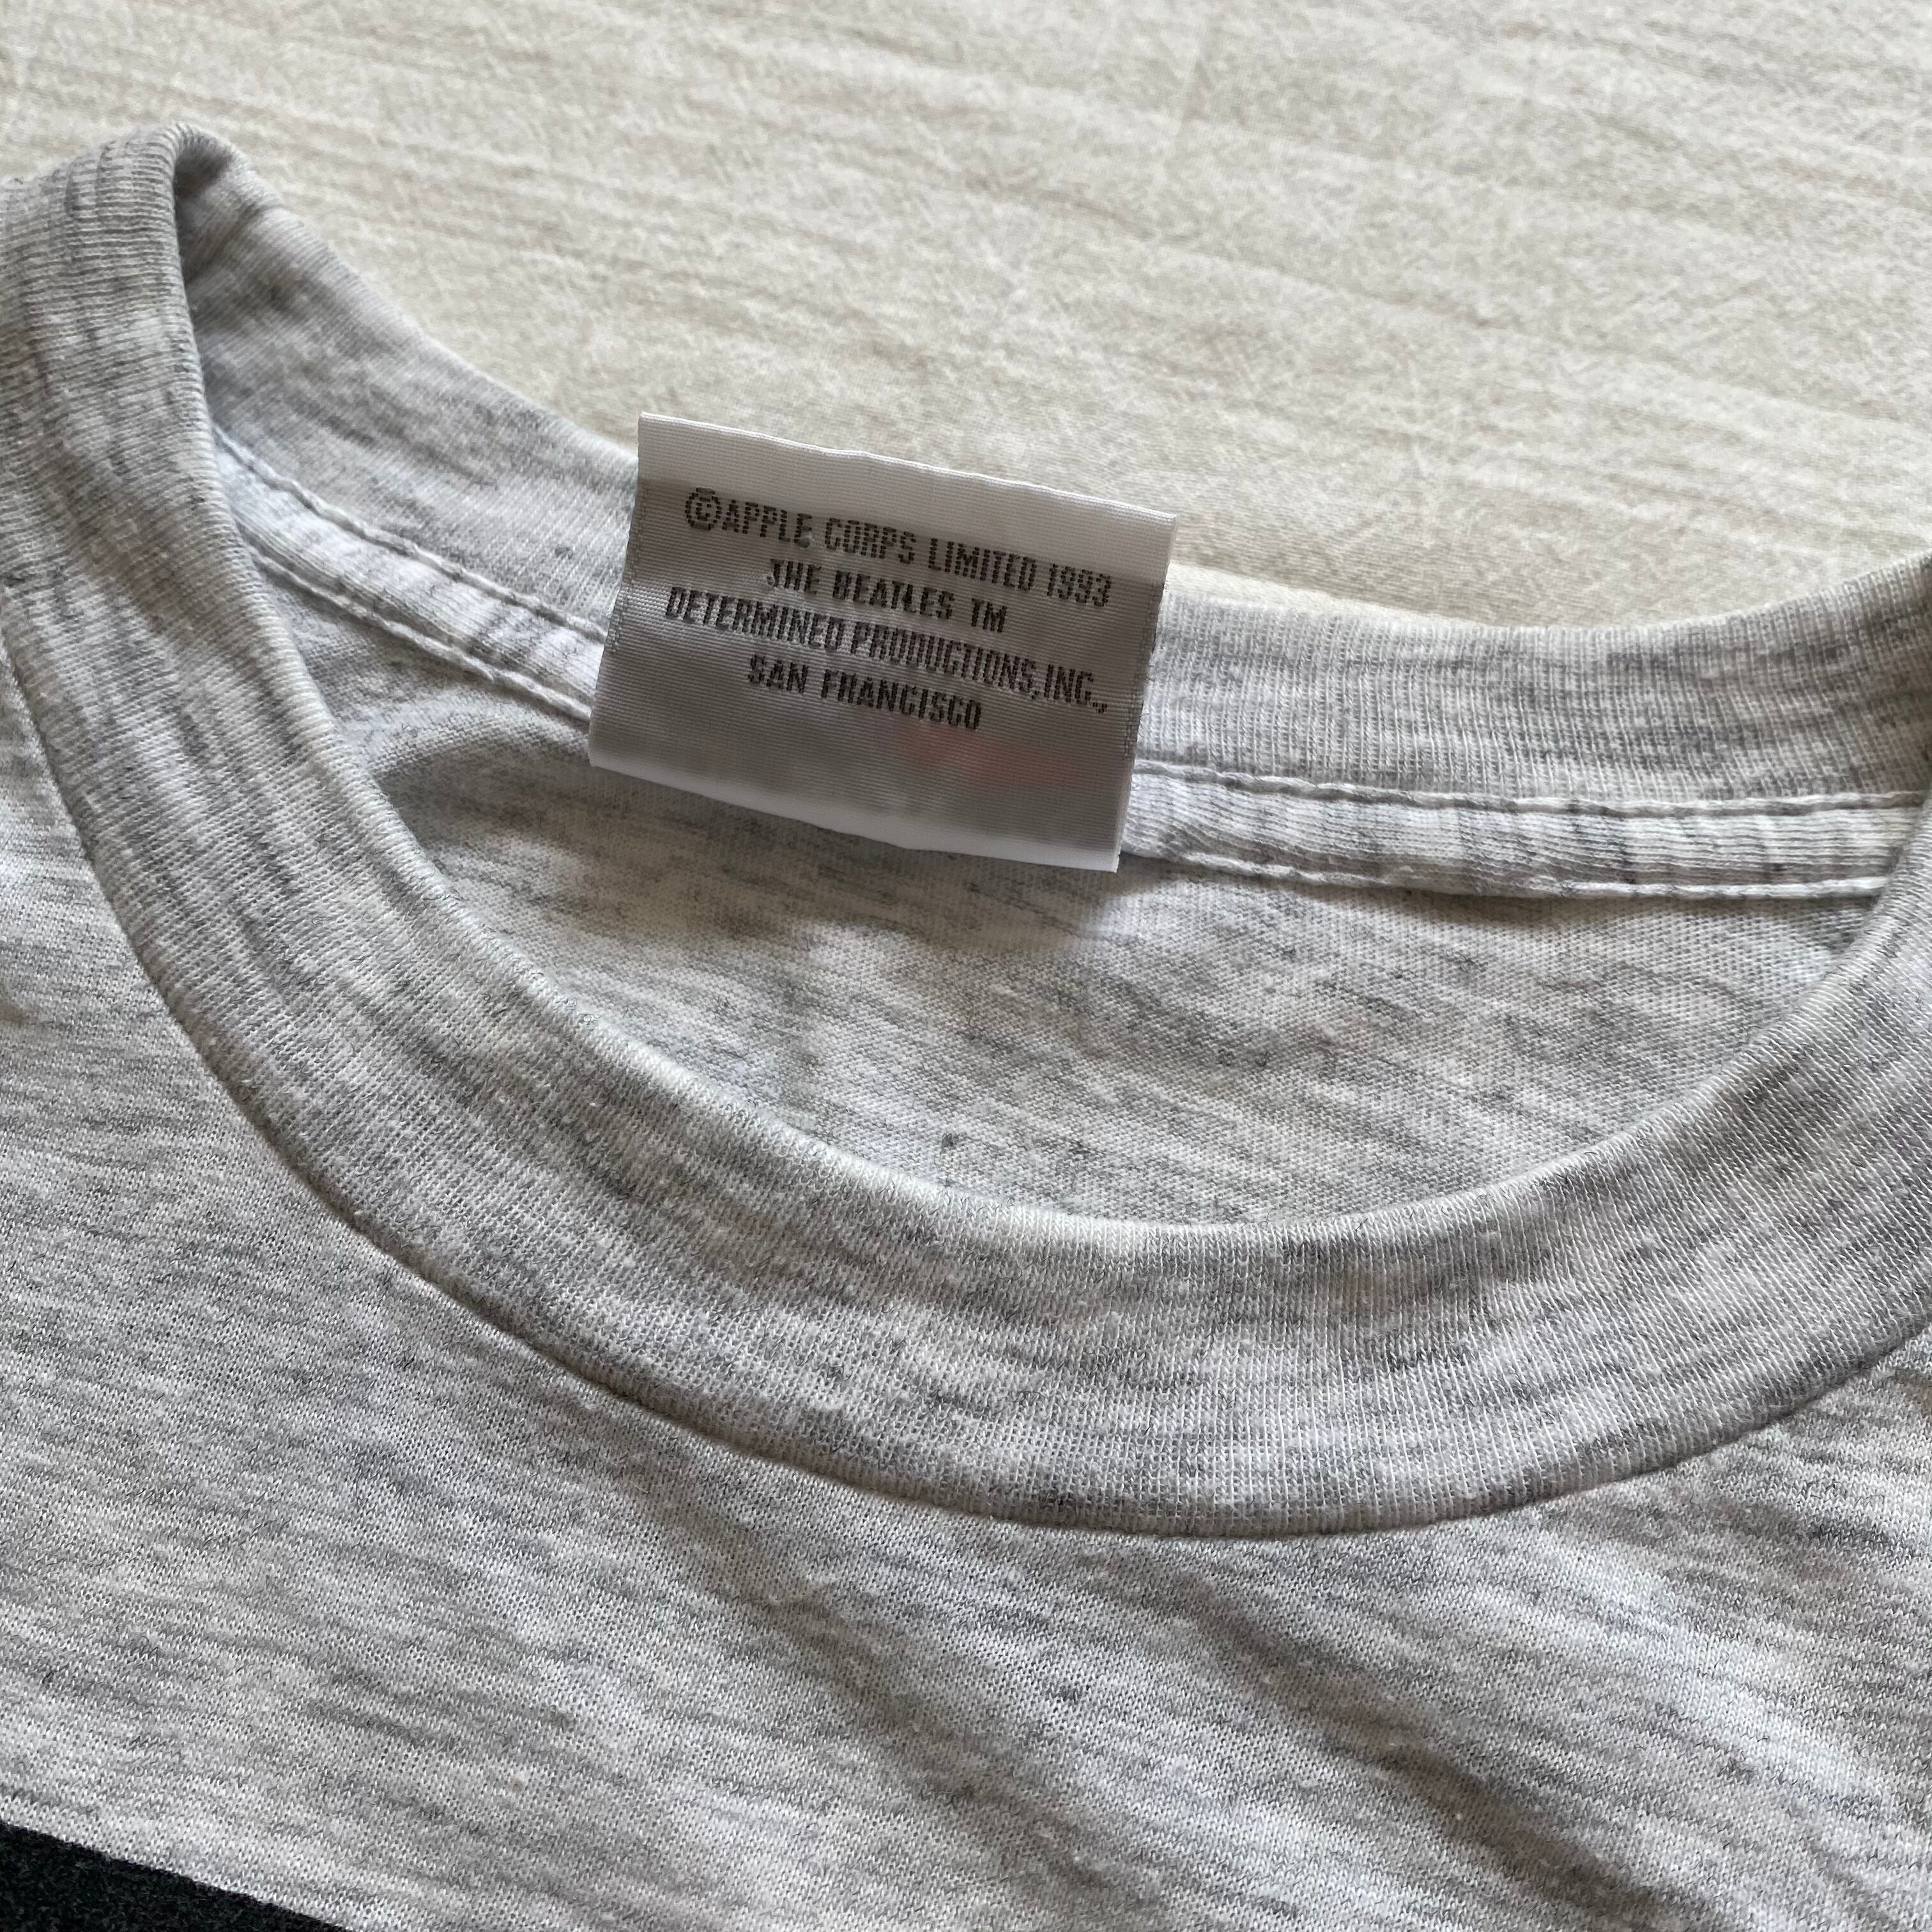 ©APPLE CORPS LIMITED 1993
THE BEATLES TM
DETERMINED PRODUCTIONS,INC.,
SAN FRANCISCO